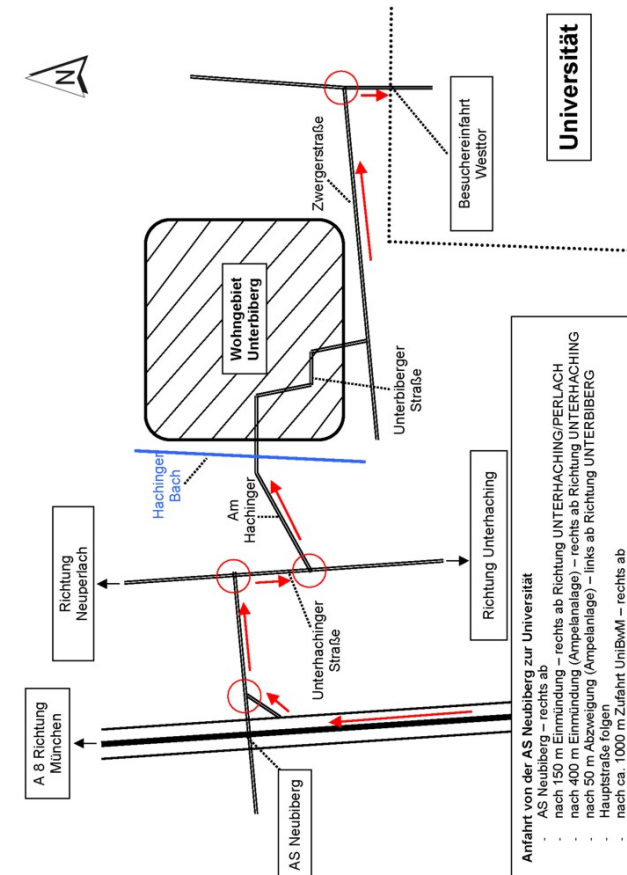 N
A 8 Richtung
München
Richtung
Neuperlach
Hachinger
Bach
Wohngebiet
Unterbiberg
Zwergerstraße
Am
Hachinger
Unterhachinger
Straße
Unterbiberger
Straße
AS Neubiberg
Richtung Unterhaching
Besuchereinfahrt
Westtor
Universität
Anfahrt von der AS Neubiberg zur Universität
- AS Neubiberg – rechts ab
- nach 150 m Einmündung – rechts ab Richtung UNTERHACHING/PERLACH
- nach 400 m Einmündung (Ampelanalage) – rechts ab Richtung UNTERHACHING
- nach 50 m Abzweigung (Ampelanlage) – links ab Richtung UNTERBIBERG
- Hauptstraße folgen
- nach ca. 1000 m Zufahrt UniBwM – rechts ab